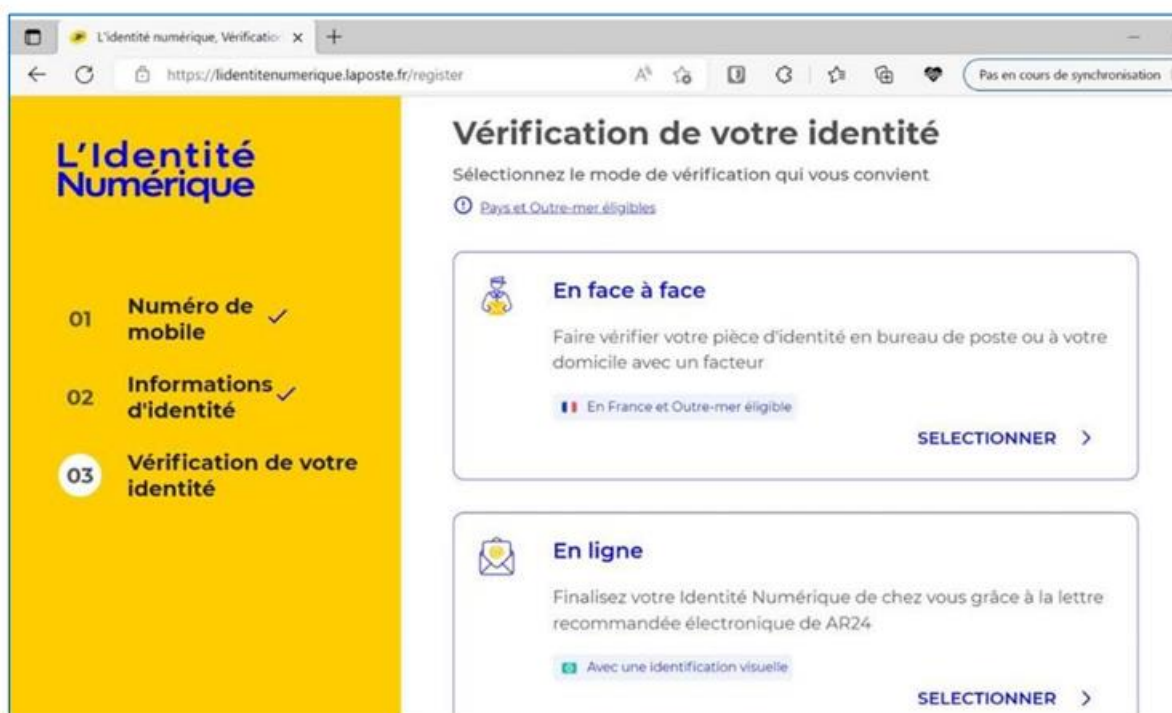 L'identité numérique, Vérificatio
https://lidentitenumerique.laposte.fr/register
Pas en cours de synchronisation
L'Identité
Numérique
01
Numéro de
mobile
02
Informations
d'identité
03
Vérification de votre
identité
Vérification de votre identité
Sélectionnez le mode de vérification qui vous convient
Pays et Outre-mer éligibles
En face à face
Faire vérifier votre pièce d'identité en bureau de poste ou à votre
domicile avec un facteur
En France et Outre-mer éligible
SELECTIONNER
En ligne
Finalisez votre Identité Numérique de chez vous grâce à la lettre
recommandée électronique de AR24
Avec une identification visuelle
SELECTIONNER